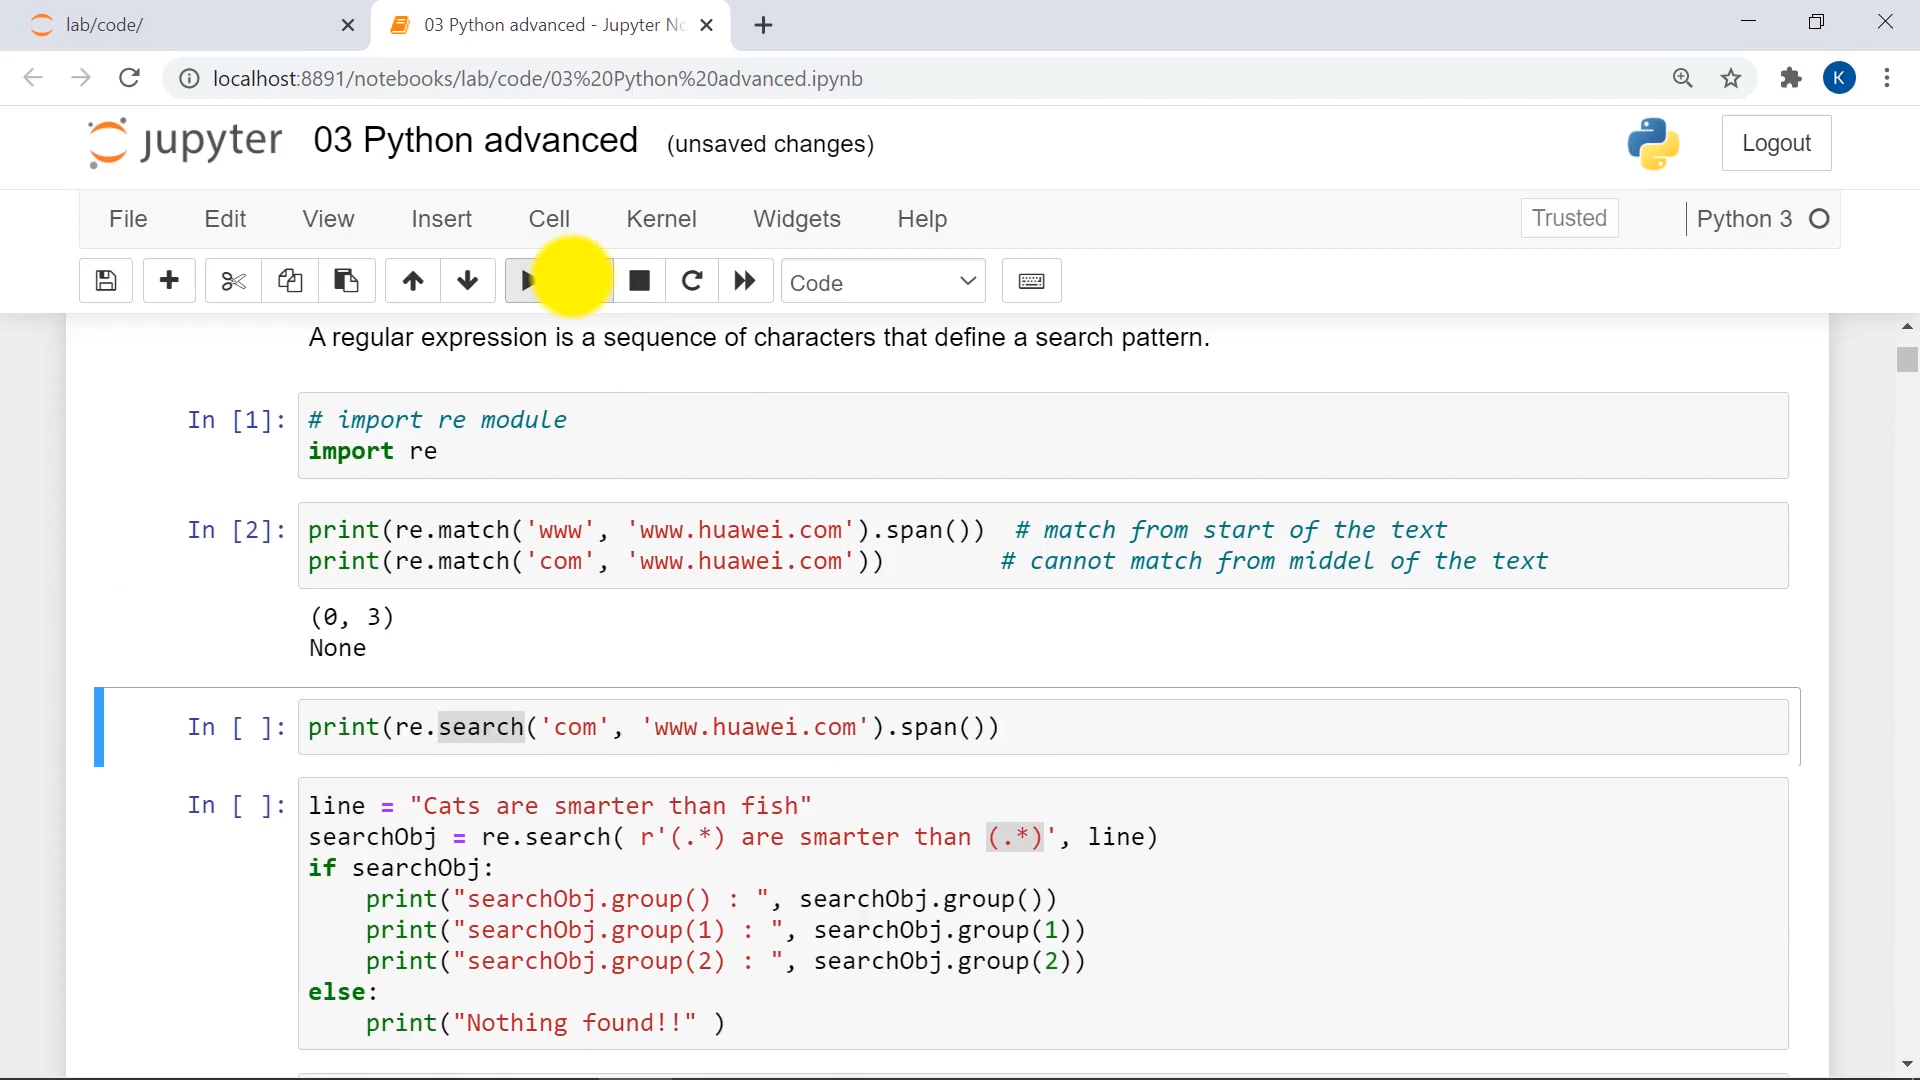 lab/code/
03 Python advanced - Jupyter No
localhost:8891/notebooks/lab/code/03%20Python%20advanced.ipynb
K
jupyter 03 Python advanced (unsaved changes)
Logout
File Edit View Insert Cell Kernel Widgets Help
Trusted
Python 3
Code
A regular expression is a sequence of characters that define a search pattern.
In [1]: # import re module
import re
In [2]: print(re.match('www', 'www.huawei.com').span())  # match from start of the text
print(re.match('com', 'www.huawei.com'))        # cannot match from middel of the text
(0, 3)
None
In [ ]: print(re.search('com', 'www.huawei.com').span())
In [ ]: line = "Cats are smarter than fish"
searchObj = re.search( r'(.*) are smarter than (.*)', line)
if searchObj:
    print("searchObj.group() : ", searchObj.group())
    print("searchObj.group(1) : ", searchObj.group(1))
    print("searchObj.group(2) : ", searchObj.group(2))
else:
    print("Nothing found!!" )